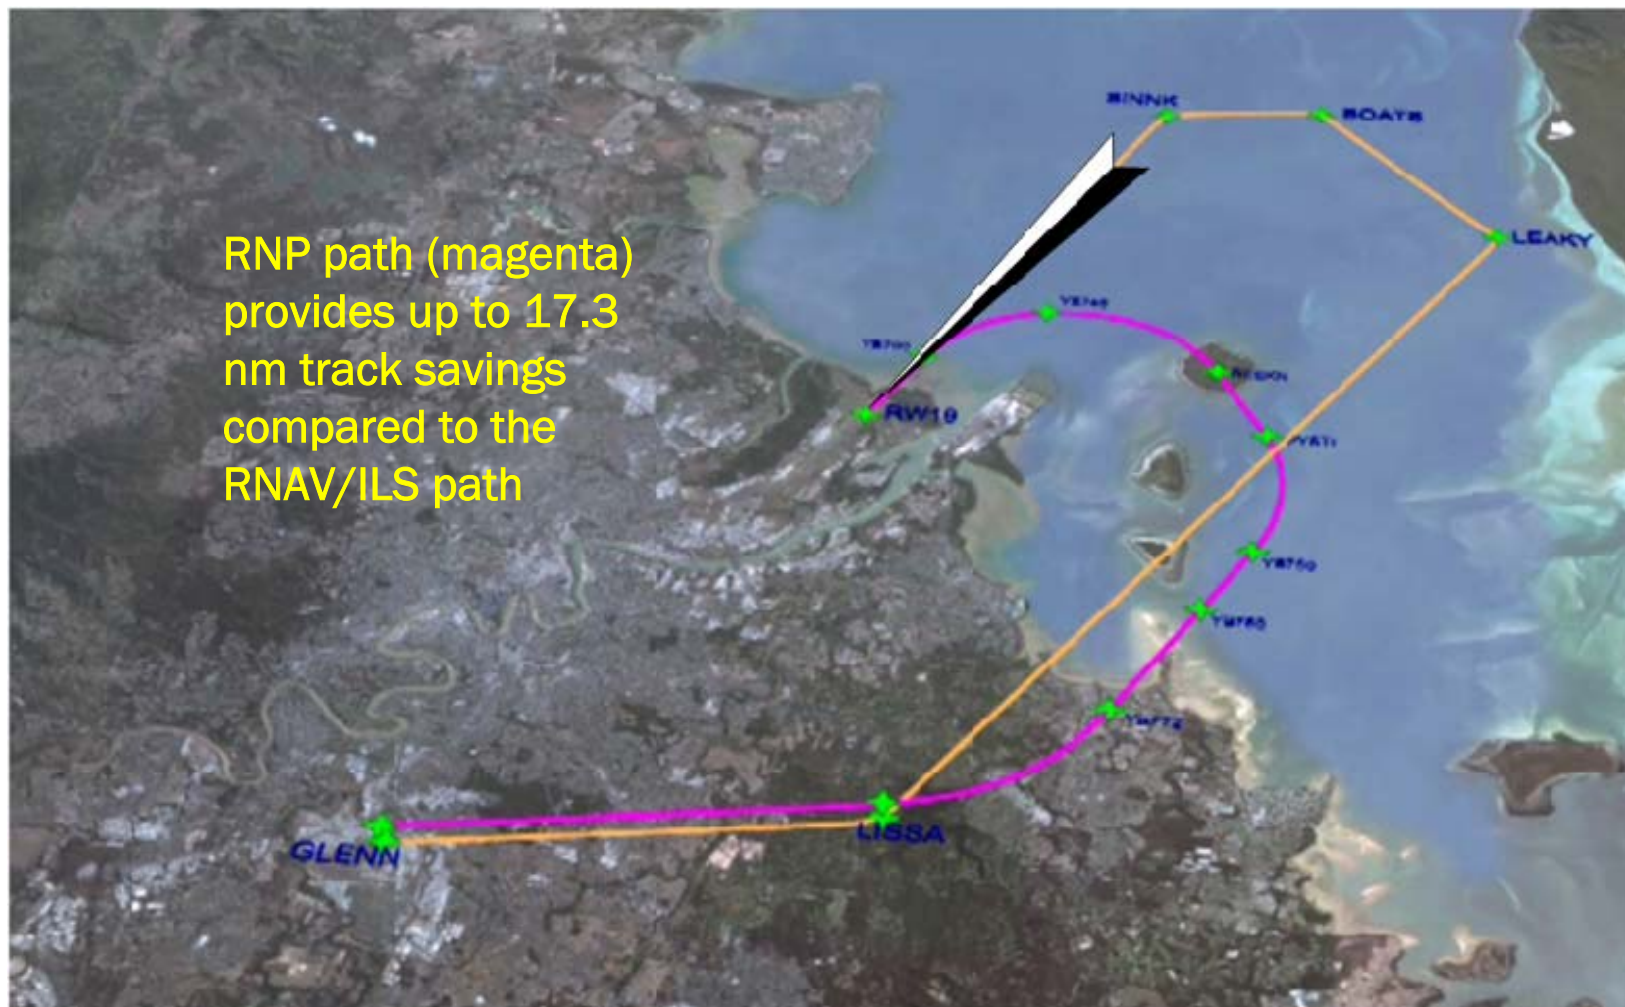 SINNK
BOATS
RNP path (magenta)
LEAKY
provides up to 17.3
nm track savings
compared to the
RW19
RNAV/ILS path
LISSA
GLENN